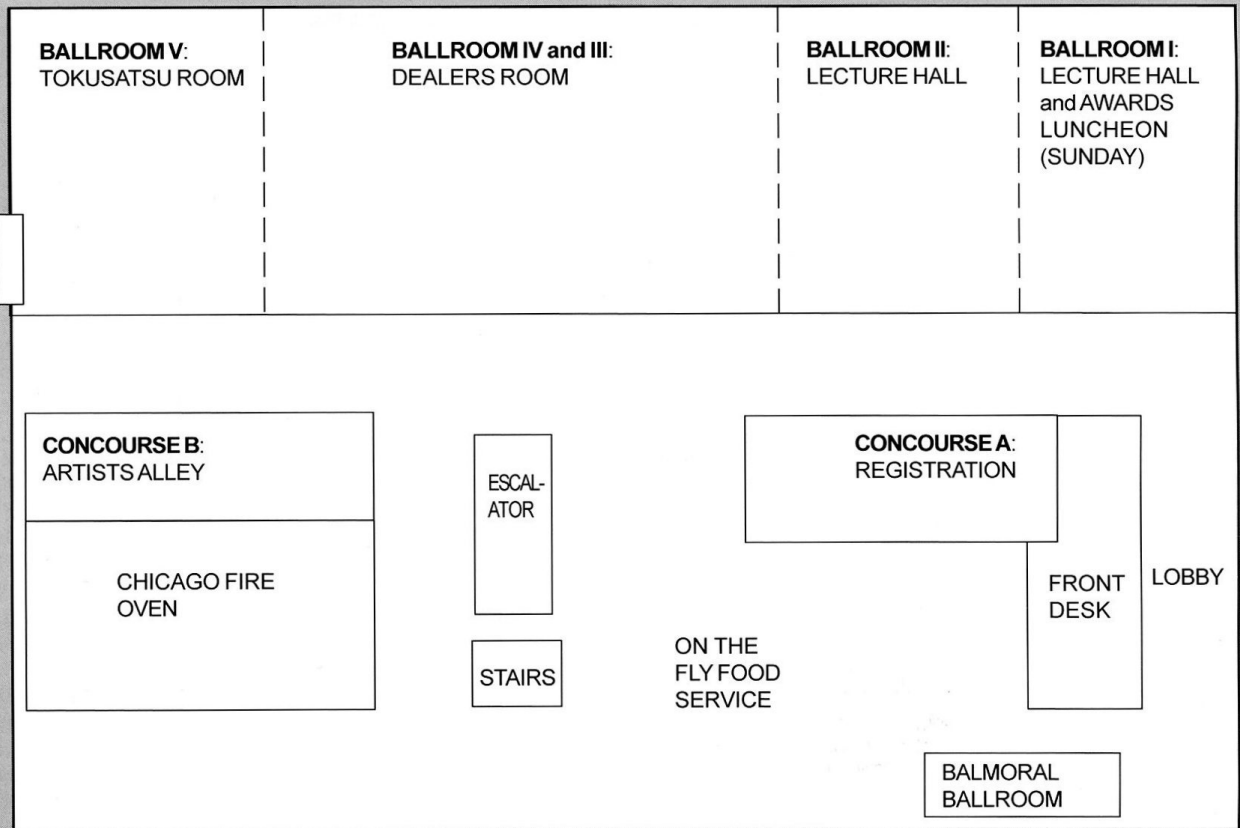 BALLROOM V:
TOKUSATSU ROOM
BALLROOM IV and III:
DEALERS ROOM
BALLROOM II:
LECTURE HALL
BALLROOM I:
LECTURE HALL
and AWARDS
LUNCHEON
(SUNDAY)
CONCOURSE B:
ARTISTS ALLEY
ESCAL-
ATOR
CONCOURSE A:
REGISTRATION
CHICAGO FIRE
OVEN
STAIRS
ON THE
FLY FOOD
SERVICE
FRONT
DESK
LOBBY
BALMORAL
BALLROOM